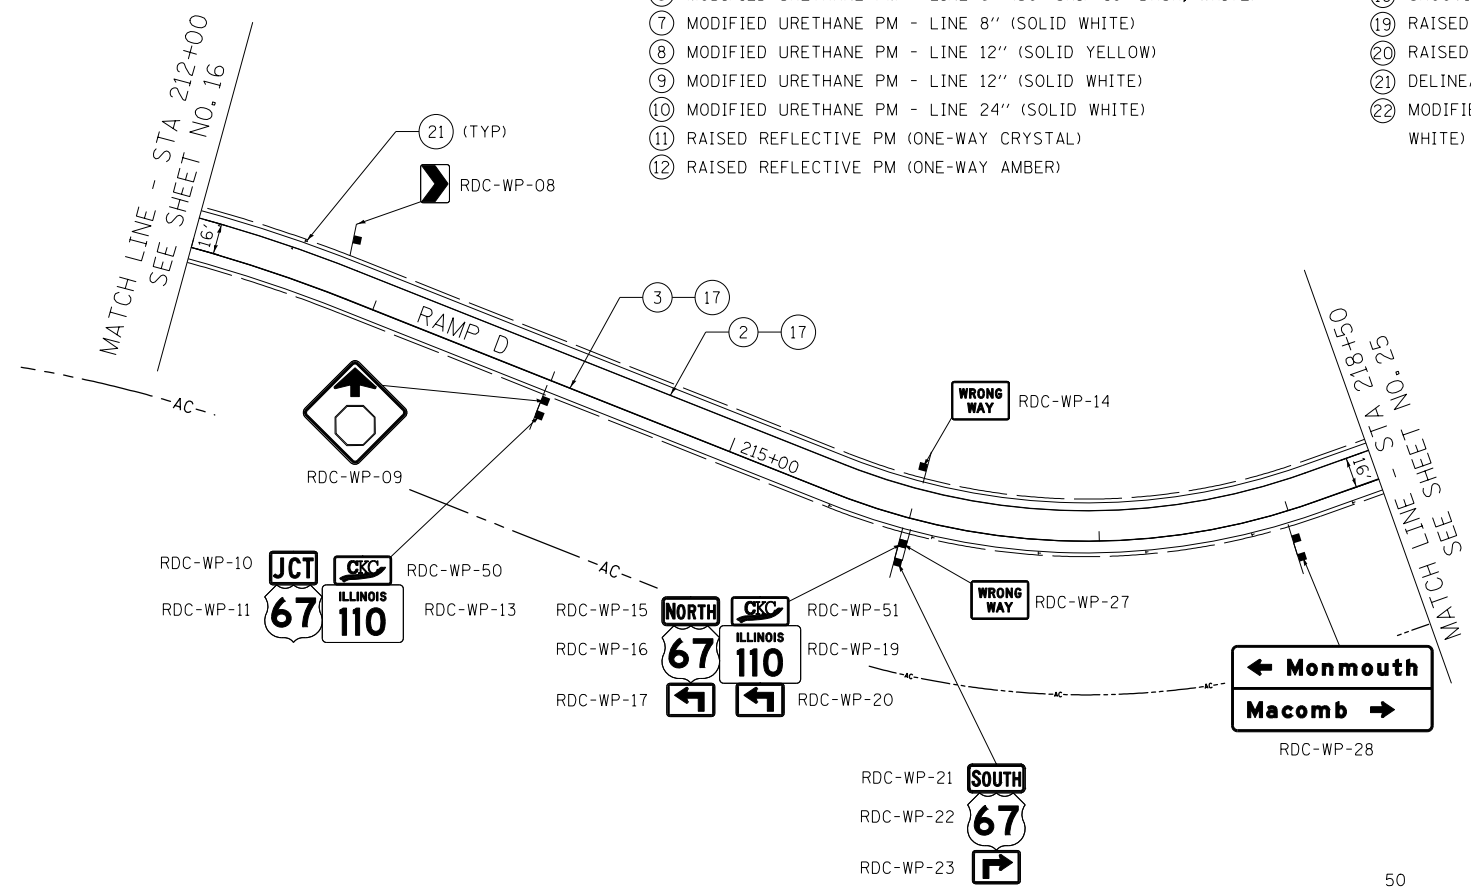 7 MODIFIED URETHANE PM - LINE 8'' (SOLID WHITE)
8 MODIFIED URETHANE PM - LINE 12'' (SOLID YELLOW)
9 MODIFIED URETHANE PM - LINE 12'' (SOLID WHITE)
10 MODIFIED URETHANE PM - LINE 24'' (SOLID WHITE)
11 RAISED REFLECTIVE PM (ONE-WAY CRYSTAL)
12 RAISED REFLECTIVE PM (ONE-WAY AMBER)
19 RAISED
20 RAISED
21
22
WHITE)
MATCH LINE - STA 212+00
SEE SHEET NO. 16
21 (TYP)
RDC-WP-08
16'
RAMP D
3 17
2 17
AC
RDC-WP-09
215+00
WRONG
WAY
RDC-WP-14
16'
MATCH LINE - STA 218+50
SEE SHEET NO. 25
RDC-WP-10
JCT
CKC
RDC-WP-50
RDC-WP-11
67
ILLINOIS
110
RDC-WP-13
AC
RDC-WP-15
NORTH
CKC
RDC-WP-51
RDC-WP-16
67
ILLINOIS
110
RDC-WP-19
RDC-WP-17
RDC-WP-20
WRONG
WAY
RDC-WP-27
AC
AC
AC
Monmouth
Macomb
RDC-WP-28
RDC-WP-21
SOUTH
RDC-WP-22
67
RDC-WP-23
50